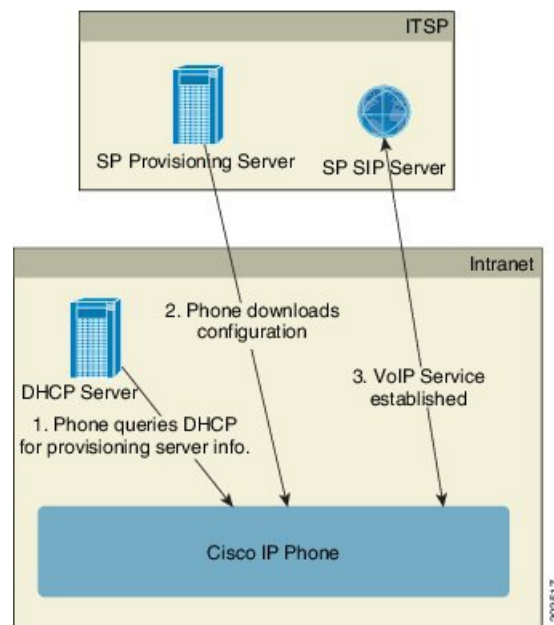 ITSP
SP Provisioning Server
SP SIP Server
Intranet
2. Phone downloads
configuration
DHCP Server
3. VoIP Service
established
1. Phone queries DHCP
for provisioning server info.
Cisco IP Phone